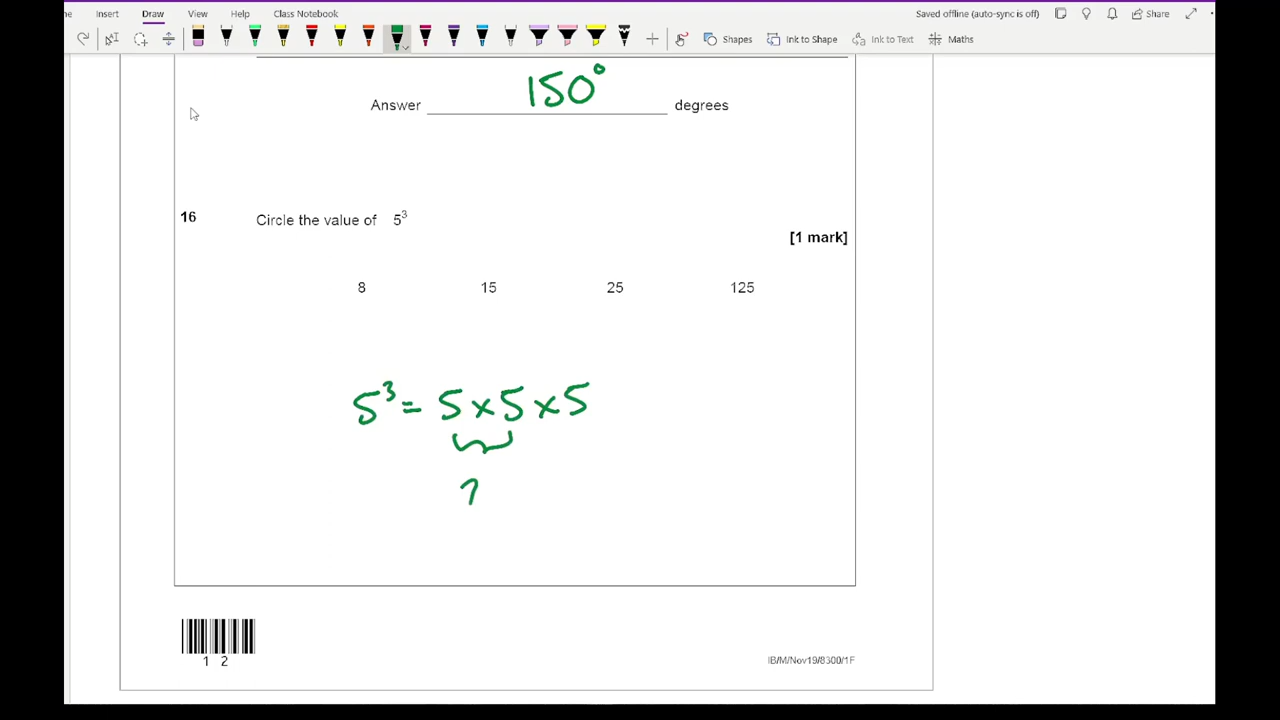 Insert Draw View Help Class Notebook Saved offline (auto-sync is off) Share
Shapes Ink to Shape Ink to Text Maths
150°
Answer degrees
16 Circle the value of 5³
[1 mark]
8 15 25 125
5³= 5×5×5
1 2
IB/M/Nov19/8300/1F